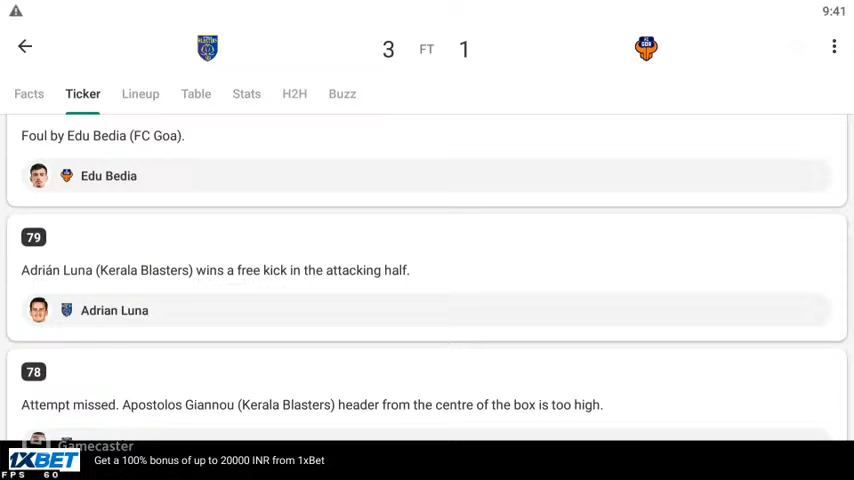 9:41
3 FT 1
Facts Ticker Lineup Table Stats H2H Buzz
Foul by Edu Bedia (FC Goa).
Edu Bedia
79
Adrián Luna (Kerala Blasters) wins a free kick in the attacking half.
Adrian Luna
78
Attempt missed. Apostolos Giannou (Kerala Blasters) header from the centre of the box is too high.
Gamecaster
1XBET Get a 100% bonus of up to 20000 INR from 1xBet
FPS 60